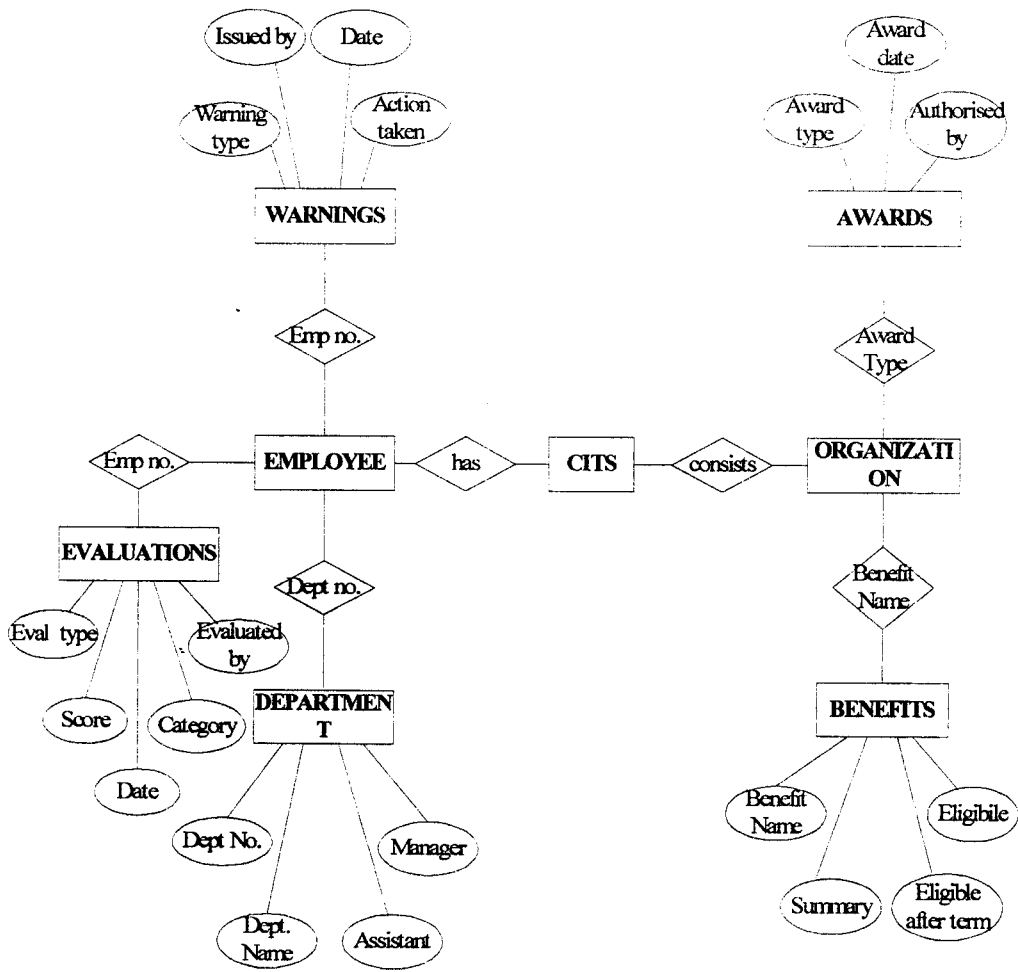 Issued by
Date
Award
date
Warning
type
Action
taken
Award
type
Authorised
by
WARNINGS
AWARDS
Emp no.
Award
Type
Emp no.
EMPLOYEE
has
CITS
consists
ORGANIZATI
ON
EVALUATIONS
Dept no.
Benefit
Name
Eval type
Evaluated
by
Score
Category
DEPARTMEN
T
BENEFITS
Date
Benefit
Name
Eligibile
Dept No.
Manager
Summary
Eligible
after term
Dept.
Name
Assistant